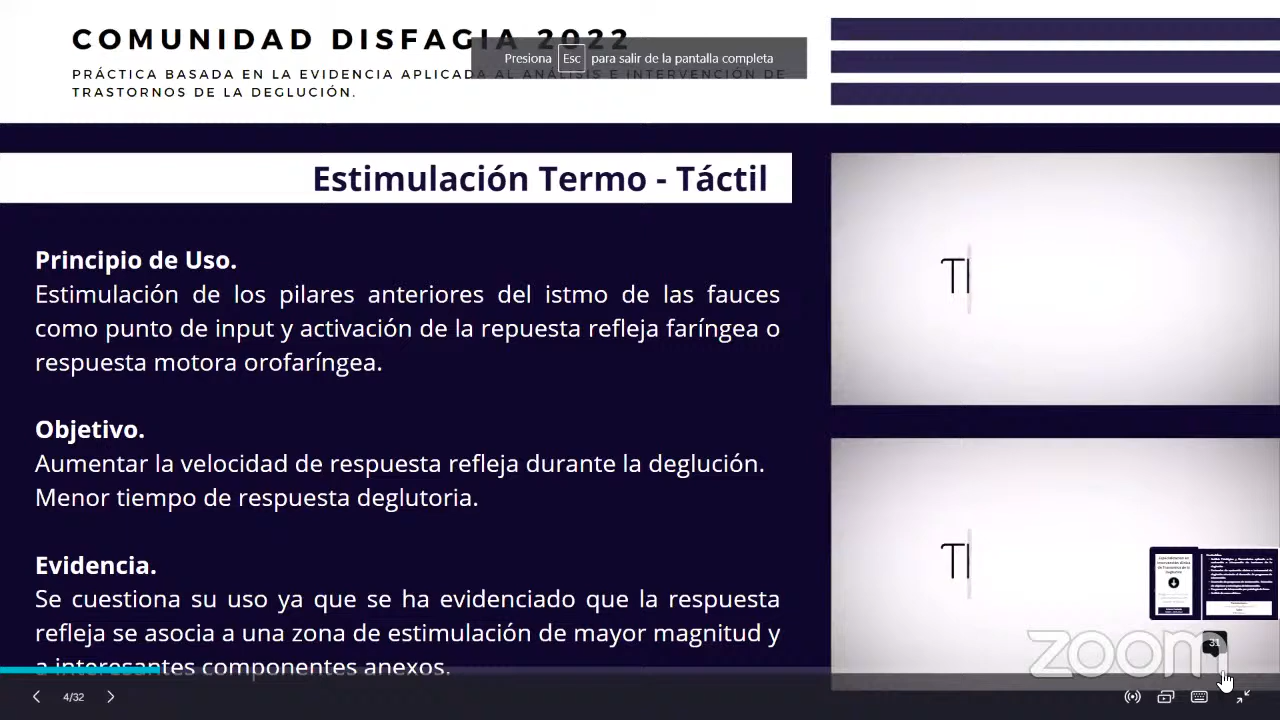 COMUNIDAD DISFAGIA 2022
Presiona Esc para salir de la pantalla completa
PRÁCTICA BASADA EN LA EVIDENCIA APLICADA AL ANÁLISIS E INTERVENCIÓN DE
TRASTORNOS DE LA DEGLUCIÓN.
Estimulación Termo - Táctil
Principio de Uso.
Estimulación de los pilares anteriores del istmo de las fauces
como punto de input y activación de la repuesta refleja faríngea o
respuesta motora orofaríngea.
Objetivo.
Aumentar la velocidad de respuesta refleja durante la deglución.
Menor tiempo de respuesta deglutoria.
Evidencia.
Se cuestiona su uso ya que se ha evidenciado que la respuesta
refleja se asocia a una zona de estimulación de mayor magnitud y
a interesantes componentes anexos.
TI
TI
zoom
31
4/32